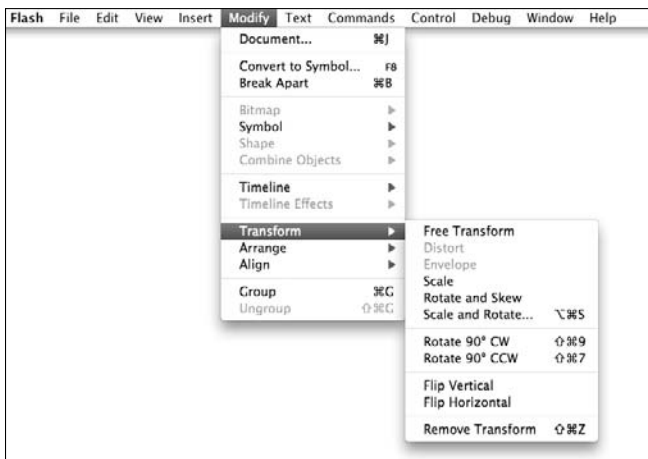 Flash File Edit View Insert Modify Text Commands Control Debug Window Help
Document... ⌘J
Convert to Symbol... F8
Break Apart ⌘B
Bitmap
Symbol
Shape
Combine Objects
Timeline
Timeline Effects
Transform
Arrange
Align
Group ⌘G
Ungroup ⇧⌘G
Free Transform
Distort
Envelope
Scale
Rotate and Skew
Scale and Rotate... ⌥⌘S
Rotate 90° CW ⇧⌘9
Rotate 90° CCW ⇧⌘7
Flip Vertical
Flip Horizontal
Remove Transform ⇧⌘Z